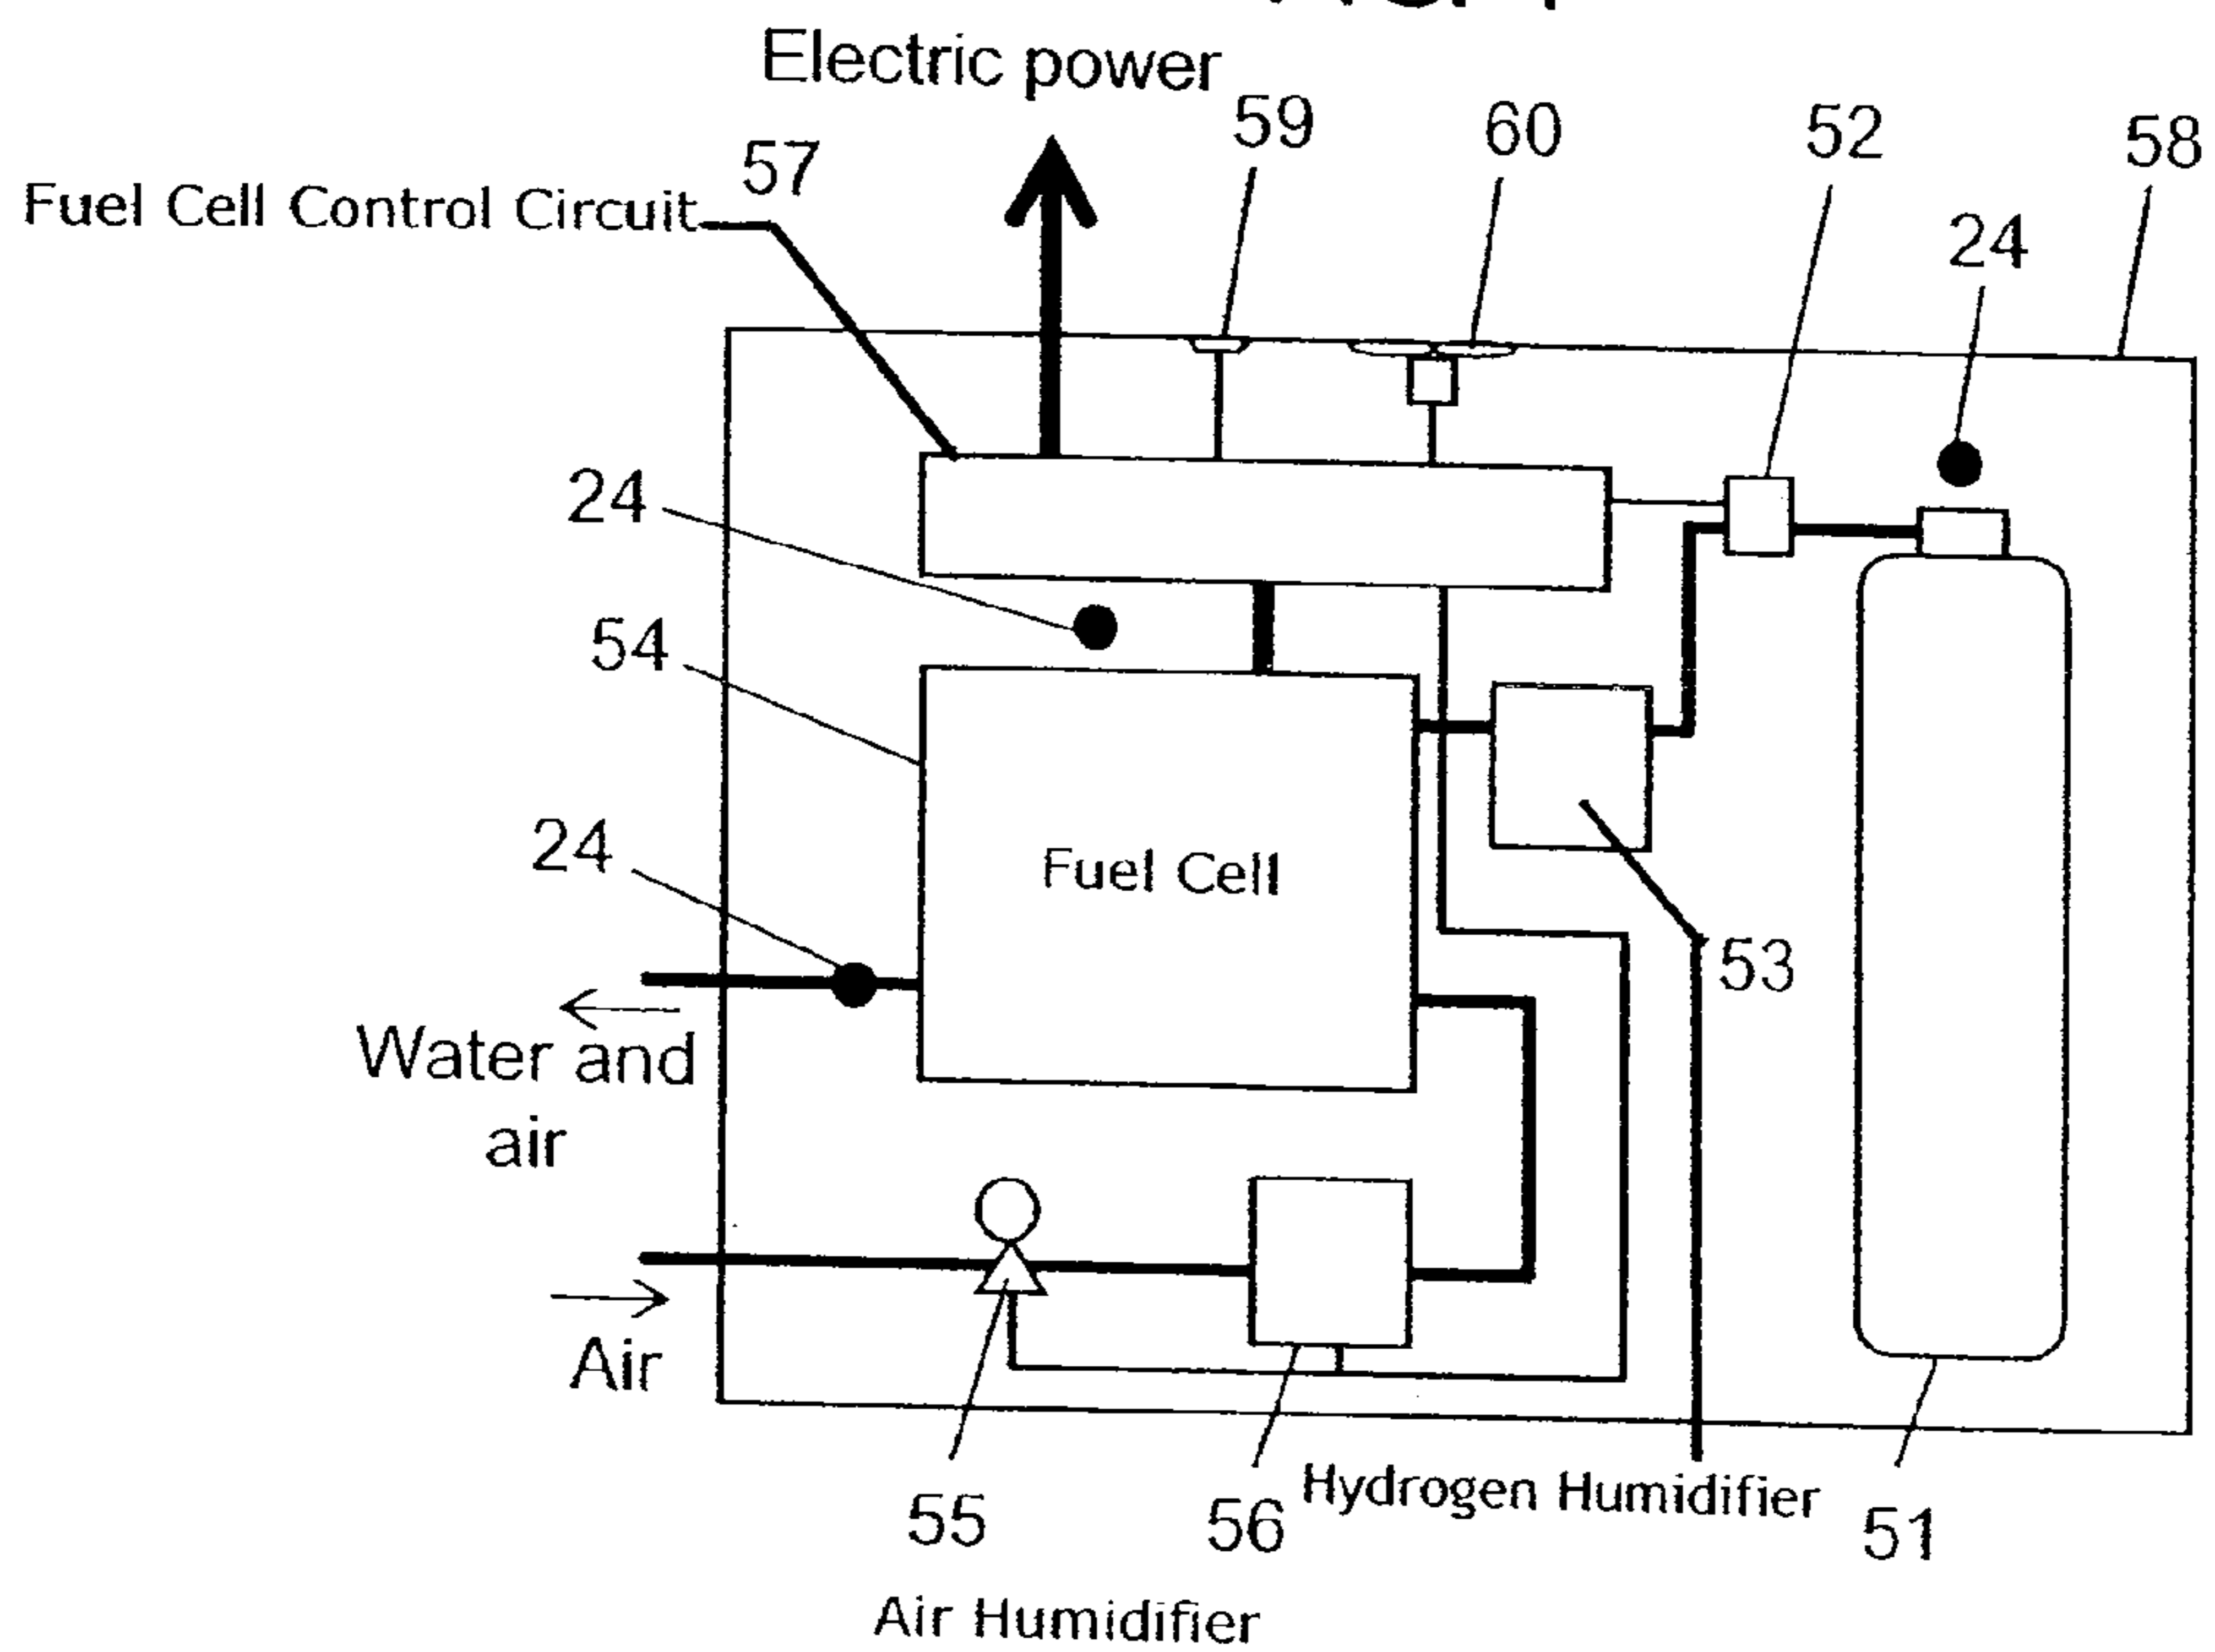 Electric power
59
60
52
58
57
Fuel Cell Control Circuit
24
24
54
24
Fuel Cell
53
Water and
air
Air
55
56
Hydrogen Humidifier
51
Air Humidifier